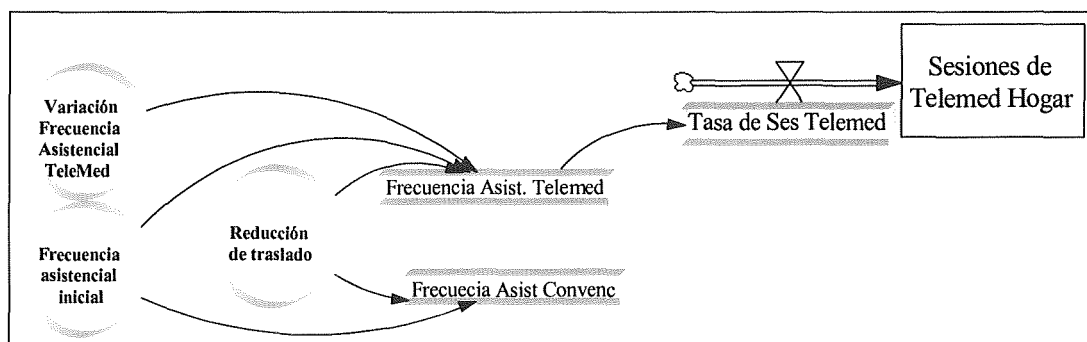 Variación
Frecuencia
Asistencial
TeleMed
Frecuencia
asistencial
inicial
Reducción
de traslado
Frecuencia Asist. Telemed
Frecuecia Asist Convenc
Tasa de Ses Telemed
Sesiones de
Telemed Hogar